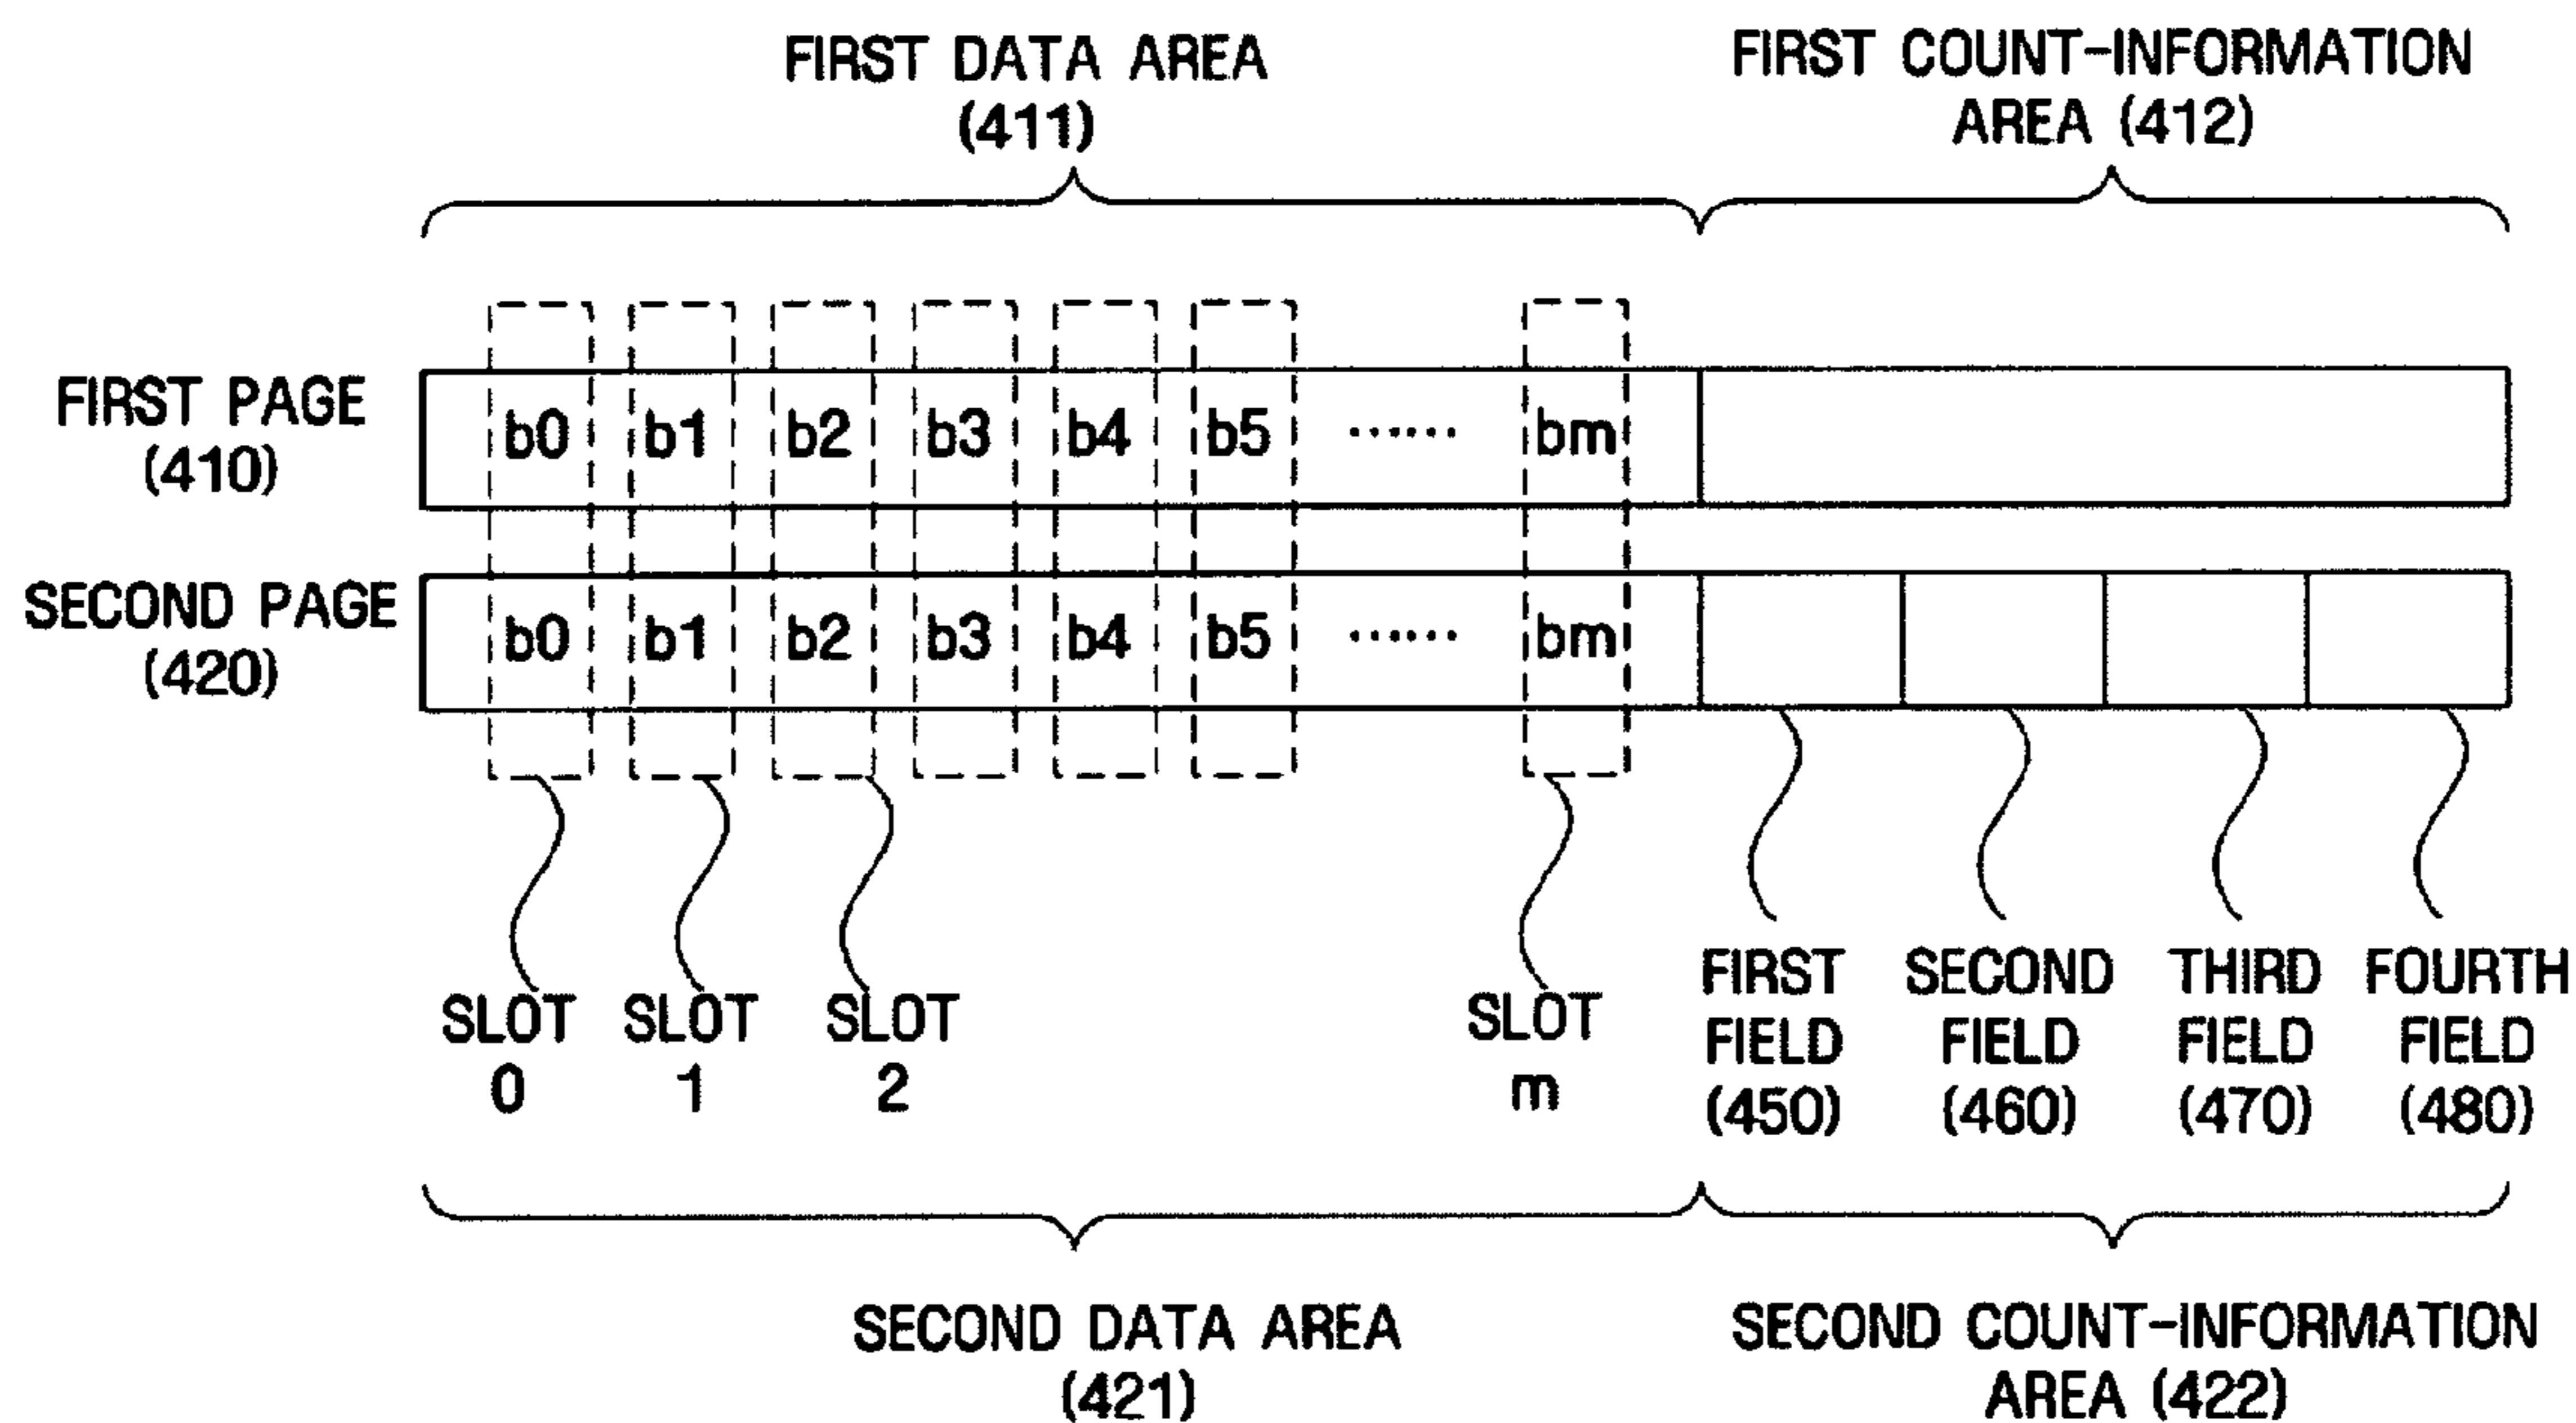 FIRST DATA AREA
(411)
FIRST COUNT-INFORMATION
AREA (412)
FIRST PAGE
(410)
b0 b1 b2 b3 b4 b5 ...... bm
SECOND PAGE
(420)
b0 b1 b2 b3 b4 b5 ...... bm
SLOT
0
SLOT
1
SLOT
2
SLOT
m
FIRST
FIELD
(450)
SECOND
FIELD
(460)
THIRD
FIELD
(470)
FOURTH
FIELD
(480)
SECOND DATA AREA
(421)
SECOND COUNT-INFORMATION
AREA (422)